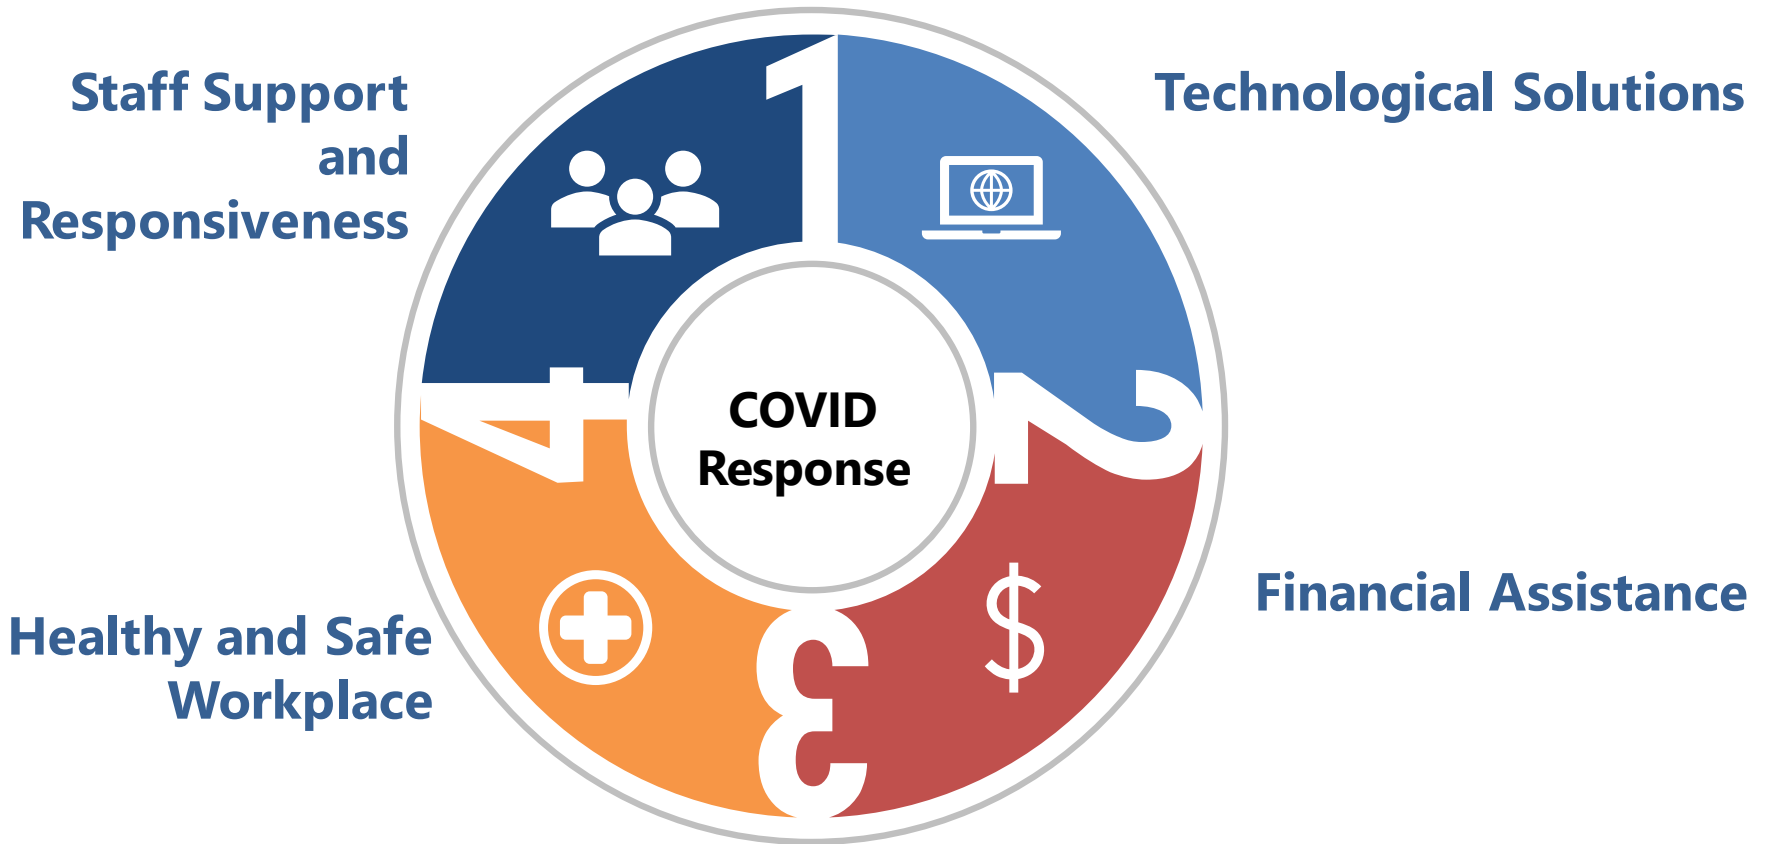 Staff Support
and
Responsiveness
1
Technological Solutions
4
COVID
Response
2
Healthy and Safe
Workplace
3
$
Financial Assistance